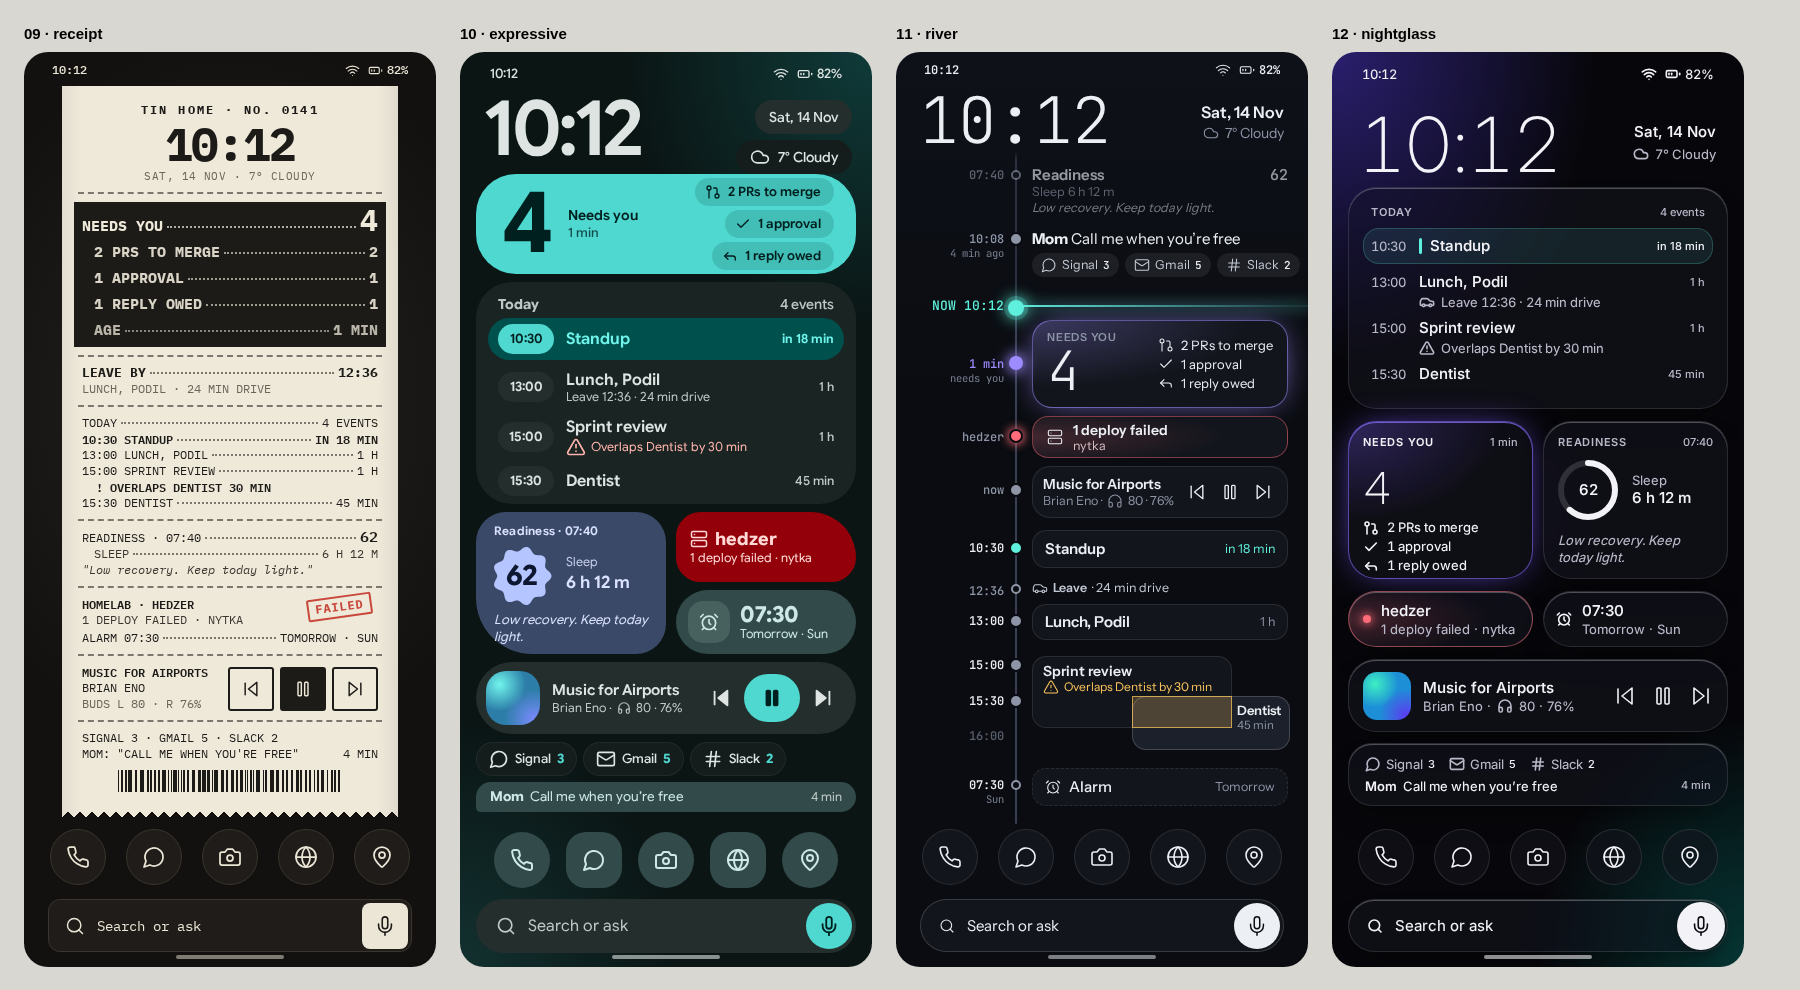 09 · receipt
10:12
82%
TIN HOME · NO. 0141
10:12
SAT, 14 NOV · 7° CLOUDY
NEEDS YOU 4
2 PRS TO MERGE 2
1 APPROVAL 1
1 REPLY OWED 1
AGE 1 MIN
LEAVE BY 12:36
LUNCH, PODIL · 24 MIN DRIVE
TODAY 4 EVENTS
10:30 STANDUP IN 18 MIN
13:00 LUNCH, PODIL 1 H
15:00 SPRINT REVIEW 1 H
! OVERLAPS DENTIST 30 MIN
15:30 DENTIST 45 MIN
READINESS · 07:40 62
SLEEP 6 H 12 M
"Low recovery. Keep today light."
HOMELAB · HEDZER
FAILED
1 DEPLOY FAILED · NYTKA
ALARM 07:30 TOMORROW · SUN
MUSIC FOR AIRPORTS
BRIAN ENO
BUDS L 80 · R 76%
SIGNAL 3 · GMAIL 5 · SLACK 2
MOM: "CALL ME WHEN YOU'RE FREE" 4 MIN
Search or ask
10 · expressive
10:12
82%
10:12
Sat, 14 Nov
7° Cloudy
4
Needs you
1 min
2 PRs to merge
1 approval
1 reply owed
Today 4 events
10:30 Standup in 18 min
13:00 Lunch, Podil 1 h
Leave 12:36 · 24 min drive
15:00 Sprint review 1 h
Overlaps Dentist by 30 min
15:30 Dentist 45 min
Readiness · 07:40
62
Sleep
6 h 12 m
Low recovery. Keep today
light.
hedzer
1 deploy failed · nytka
07:30
Tomorrow · Sun
Music for Airports
Brian Eno · 80 · 76%
Signal 3
Gmail 5
Slack 2
Mom Call me when you're free 4 min
Search or ask
11 · river
10:12
82%
10:12
Sat, 14 Nov
7° Cloudy
07:40 Readiness 62
Sleep 6 h 12 m
Low recovery. Keep today light.
10:08 Mom Call me when you're free
4 min ago
Signal 3
Gmail 5
Slack 2
NOW 10:12
NEEDS YOU
4
2 PRs to merge
1 approval
1 reply owed
1 min
needs you
hedzer
1 deploy failed
nytka
now
Music for Airports
Brian Eno · 80 · 76%
10:30 Standup in 18 min
12:36 Leave · 24 min drive
13:00 Lunch, Podil 1 h
15:00 Sprint review
Overlaps Dentist by 30 min
15:30 Dentist
45 min
16:00
07:30 Alarm Tomorrow
Sun
Search or ask
12 · nightglass
10:12
82%
10:12
Sat, 14 Nov
7° Cloudy
TODAY 4 events
10:30 Standup in 18 min
13:00 Lunch, Podil 1 h
Leave 12:36 · 24 min drive
15:00 Sprint review 1 h
Overlaps Dentist by 30 min
15:30 Dentist 45 min
NEEDS YOU 1 min
4
2 PRs to merge
1 approval
1 reply owed
READINESS 07:40
62
Sleep
6 h 12 m
Low recovery. Keep
today light.
hedzer
1 deploy failed · nytka
07:30
Tomorrow · Sun
Music for Airports
Brian Eno · 80 · 76%
Signal 3 Gmail 5 Slack 2
Mom Call me when you're free 4 min
Search or ask